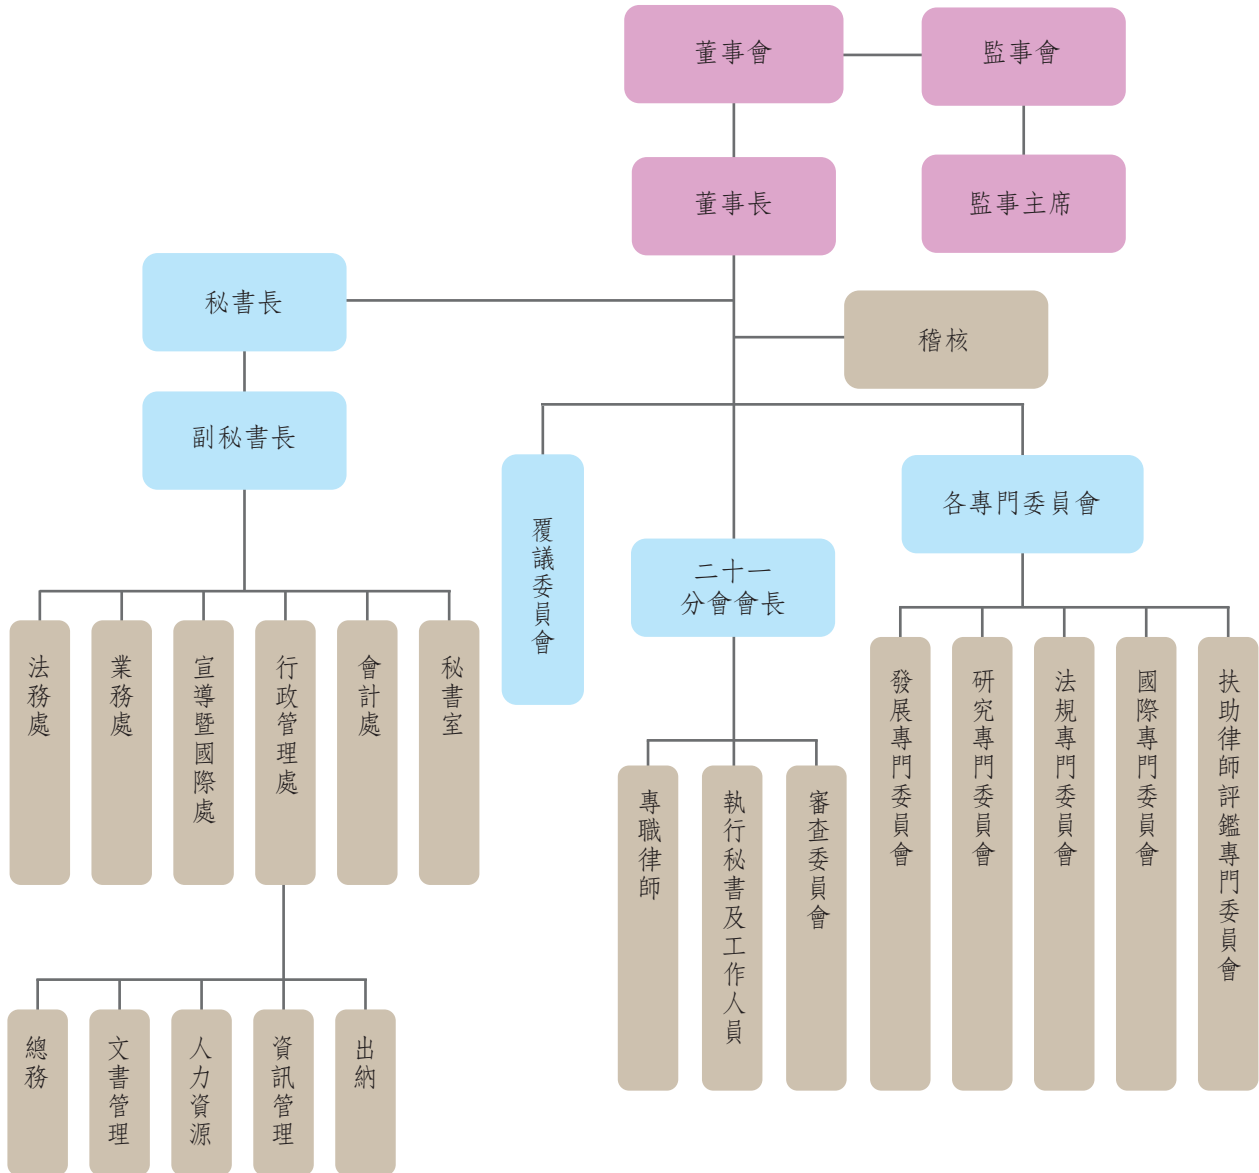 董事會
監事會
董事長
監事主席
秘書長
稽核
副秘書長
覆議委員會
二十一
分會會長
各專門委員會
法務處
業務處
宣導暨國際處
行政管理處
會計處
秘書室
專職律師
執行秘書及工作人員
審查委員會
發展專門委員會
研究專門委員會
法規專門委員會
國際專門委員會
扶助律師評鑑專門委員會
總務
文書管理
人力資源
資訊管理
出納